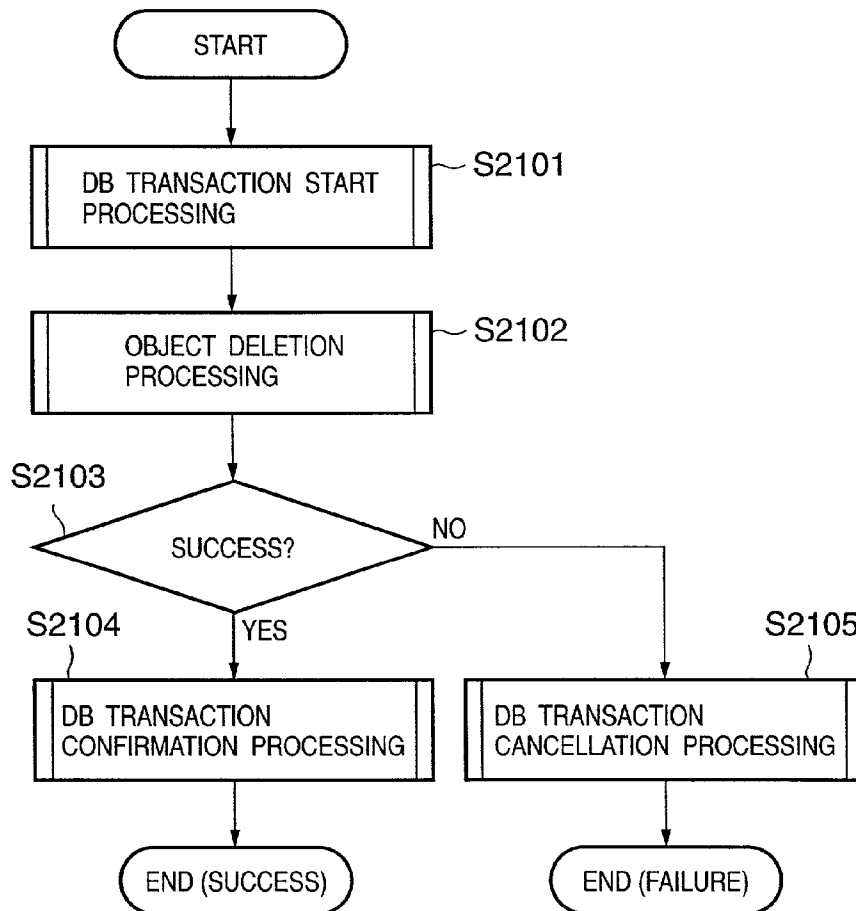 START
DB TRANSACTION START
PROCESSING
S2101
OBJECT DELETION
PROCESSING
S2102
S2103
SUCCESS?
NO
YES
S2104
DB TRANSACTION
CONFIRMATION PROCESSING
S2105
DB TRANSACTION
CANCELLATION PROCESSING
END (SUCCESS)
END (FAILURE)